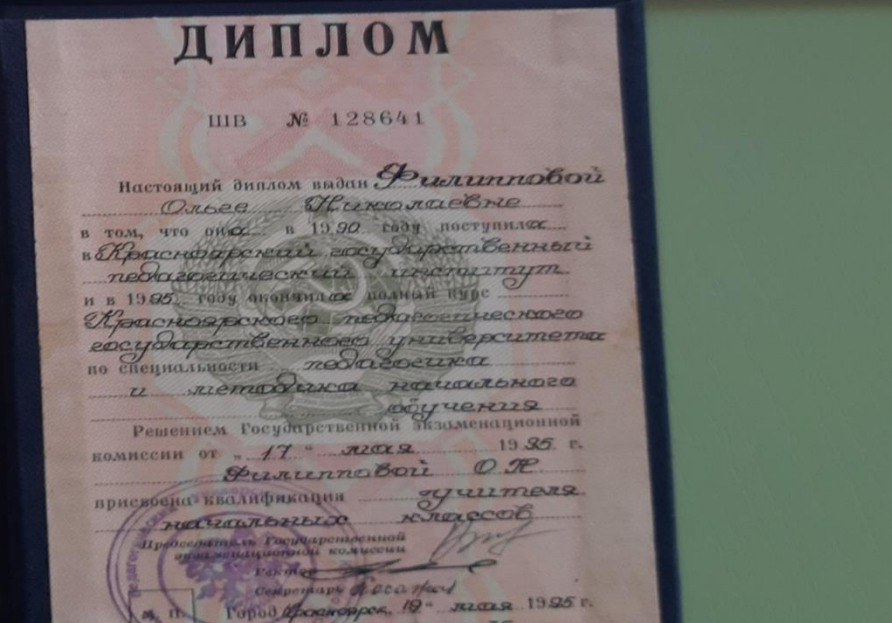 ДИПЛОМ
ШВ № 128641
Настоящий диплом выдан Филипповой
Ольге Николаевне
в том, что она в 1990 году поступила
в Красноярский государственный
педагогический институт
и в 1995 году окончила полный курс
Красноярского педагогического
государственного университета
по специальности педагогика
и методика начального
обучения
Решением Государственной экзаменационной
комиссии от „17“ мая 1995 г.
Филипповой О.Н.
присвоена квалификация учителя
начальных классов
Председатель Государственной
экзаменационной комиссии
Ректор
Секретарь
М. П. Город Красноярск, 19“ мая 1995 г.